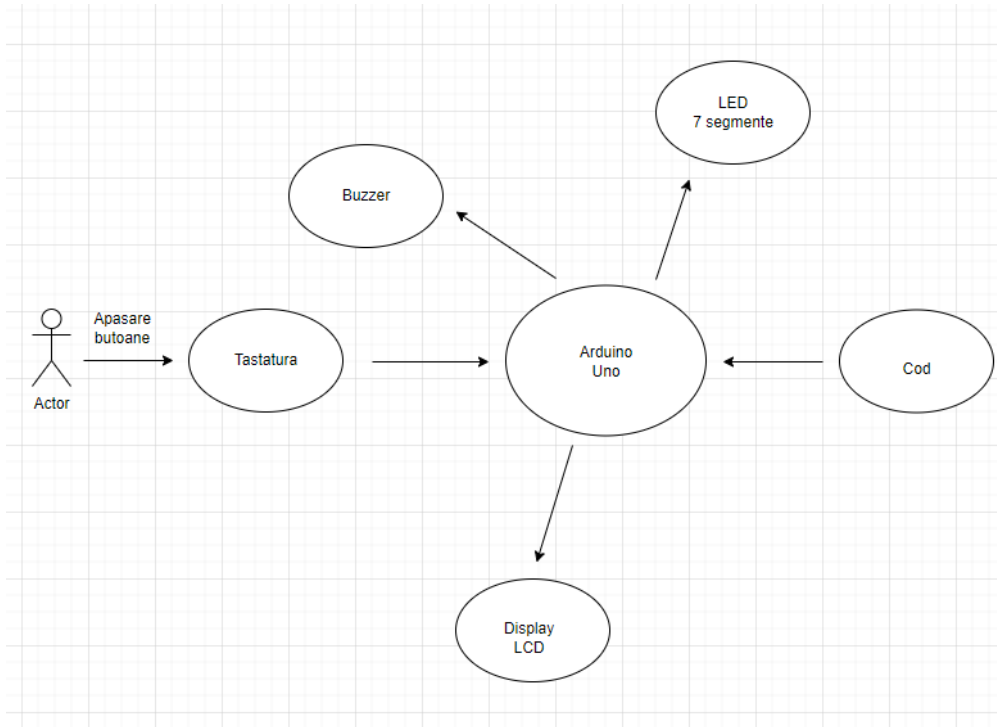 LED
7 segmente
Buzzer
Apasare
butoane
Tastatura
Arduino
Uno
Cod
Actor
Display
LCD